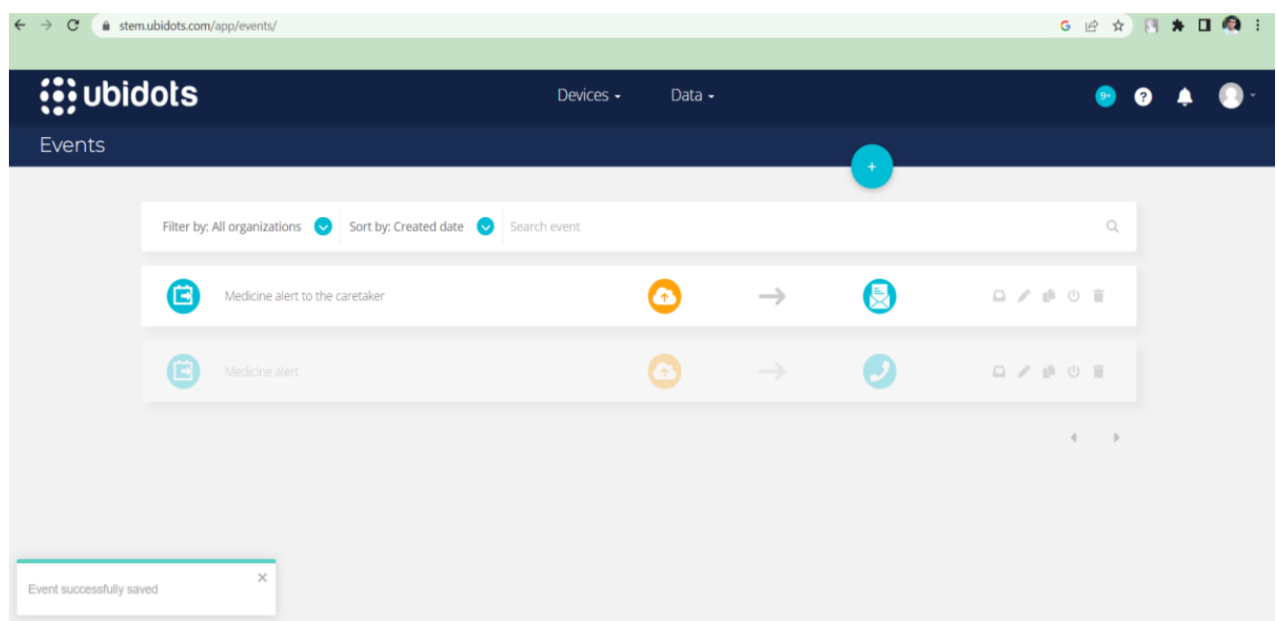 stem.ubidots.com/app/events/
ubidots
Devices
Data
9+
?
Events
+
Filter by: All organizations
Sort by: Created date
Search event
Medicine alert to the caretaker
Medicine alert
Event successfully saved